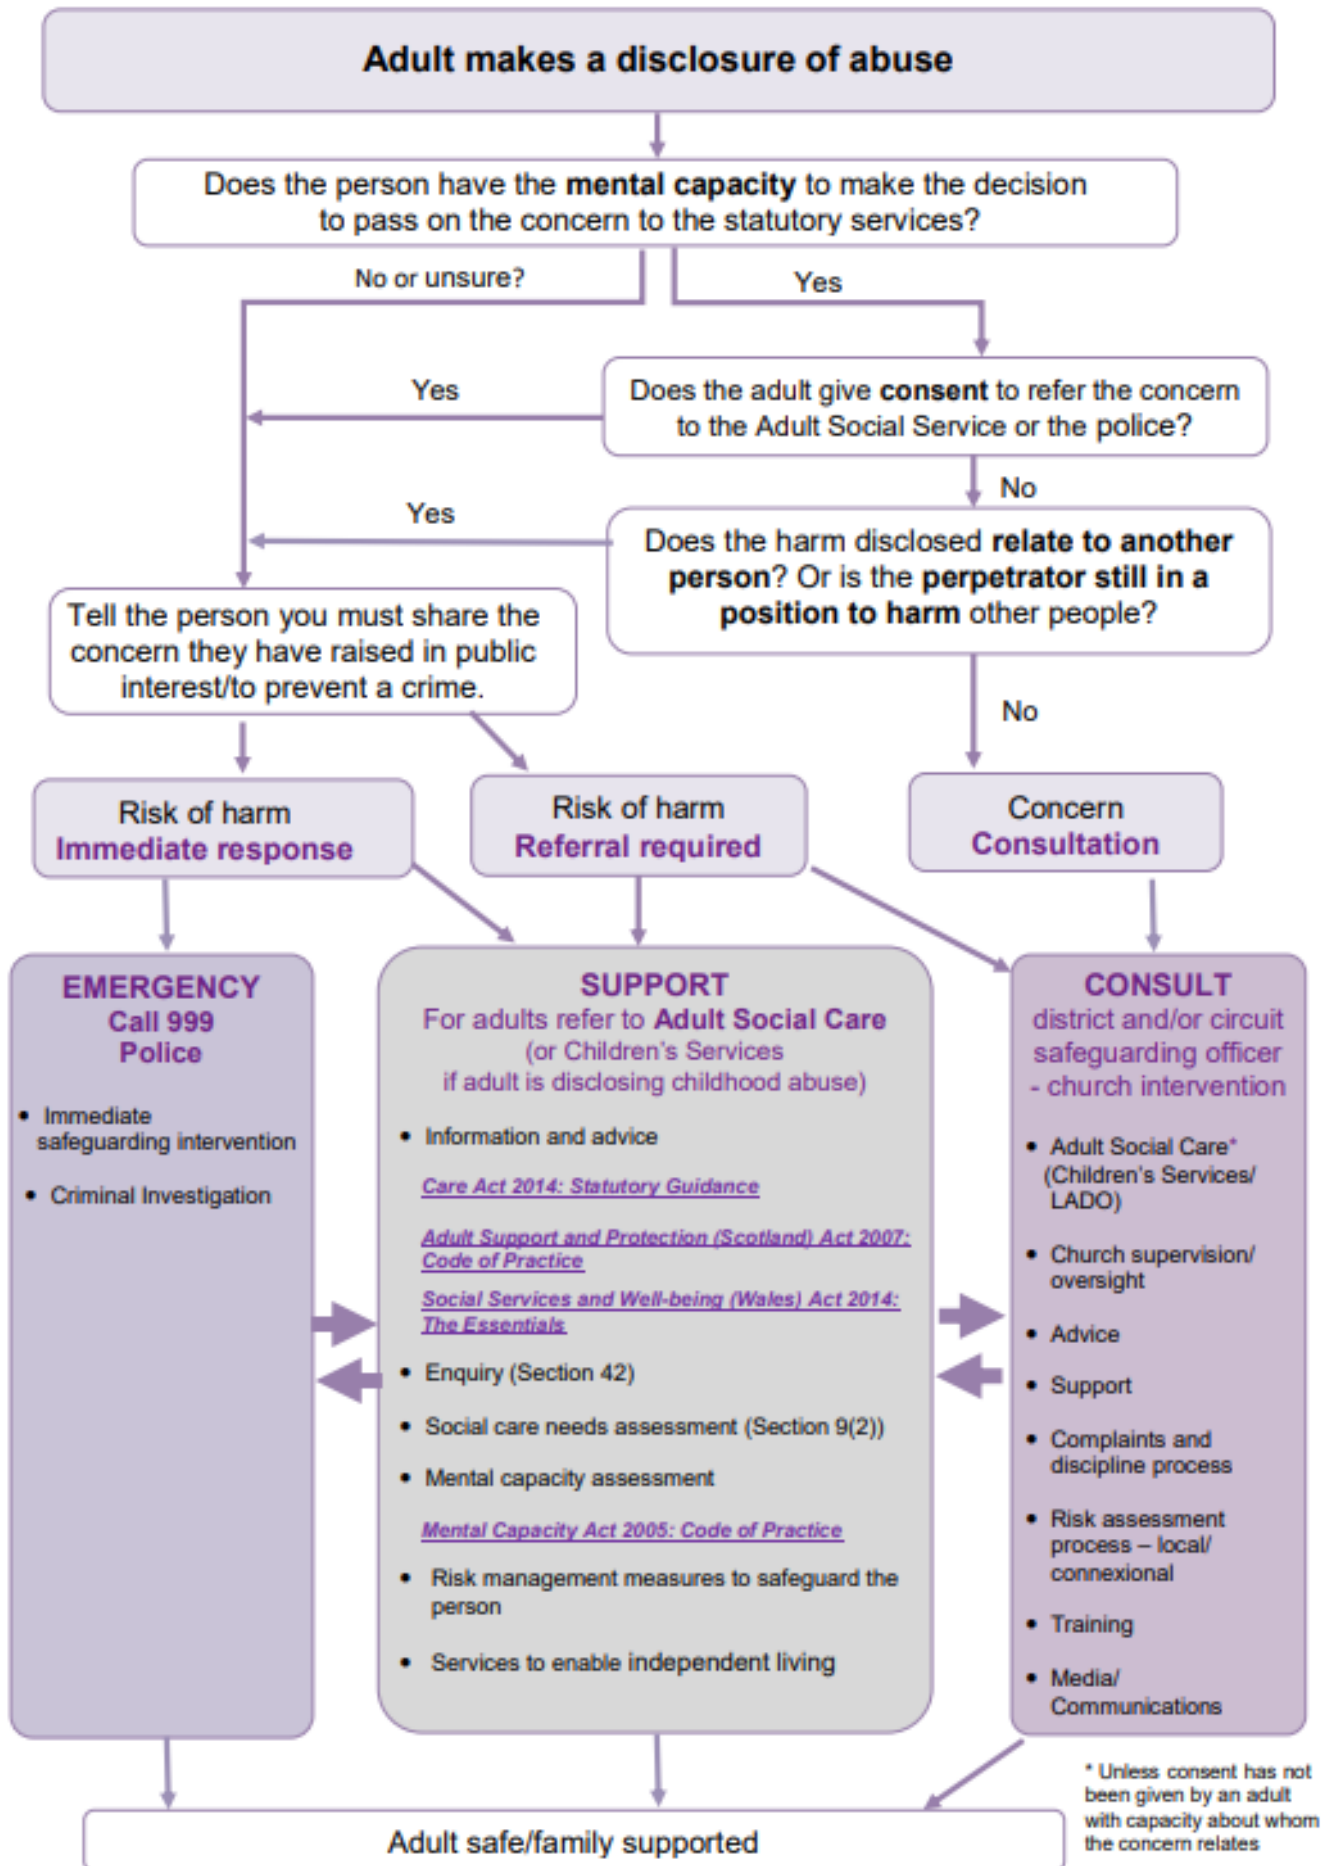 Adult makes a disclosure of abuse
Does the person have the mental capacity to make the decision
to pass on the concern to the statutory services?
No or unsure?
Yes
Yes
Does the adult give consent to refer the concern
to the Adult Social Service or the police?
No
Yes
Does the harm disclosed relate to another
person? Or is the perpetrator still in a
position to harm other people?
Tell the person you must share the
concern they have raised in public
interest/to prevent a crime.
No
Risk of harm
Immediate response
Risk of harm
Referral required
Concern
Consultation
EMERGENCY
Call 999
Police
• Immediate
safeguarding intervention
• Criminal Investigation
SUPPORT
For adults refer to Adult Social Care
(or Children's Services
if adult is disclosing childhood abuse)
• Information and advice
Care Act 2014: Statutory Guidance
Adult Support and Protection (Scotland) Act 2007:
Code of Practice
Social Services and Well-being (Wales) Act 2014:
The Essentials
• Enquiry (Section 42)
• Social care needs assessment (Section 9(2))
• Mental capacity assessment
Mental Capacity Act 2005: Code of Practice
• Risk management measures to safeguard the
person
• Services to enable independent living
CONSULT
district and/or circuit
safeguarding officer
- church intervention
• Adult Social Care*
(Children's Services/
LADO)
• Church supervision/
oversight
• Advice
• Support
• Complaints and
discipline process
• Risk assessment
process – local/
connexional
• Training
• Media/
Communications
* Unless consent has not
been given by an adult
with capacity about whom
the concern relates
Adult safe/family supported